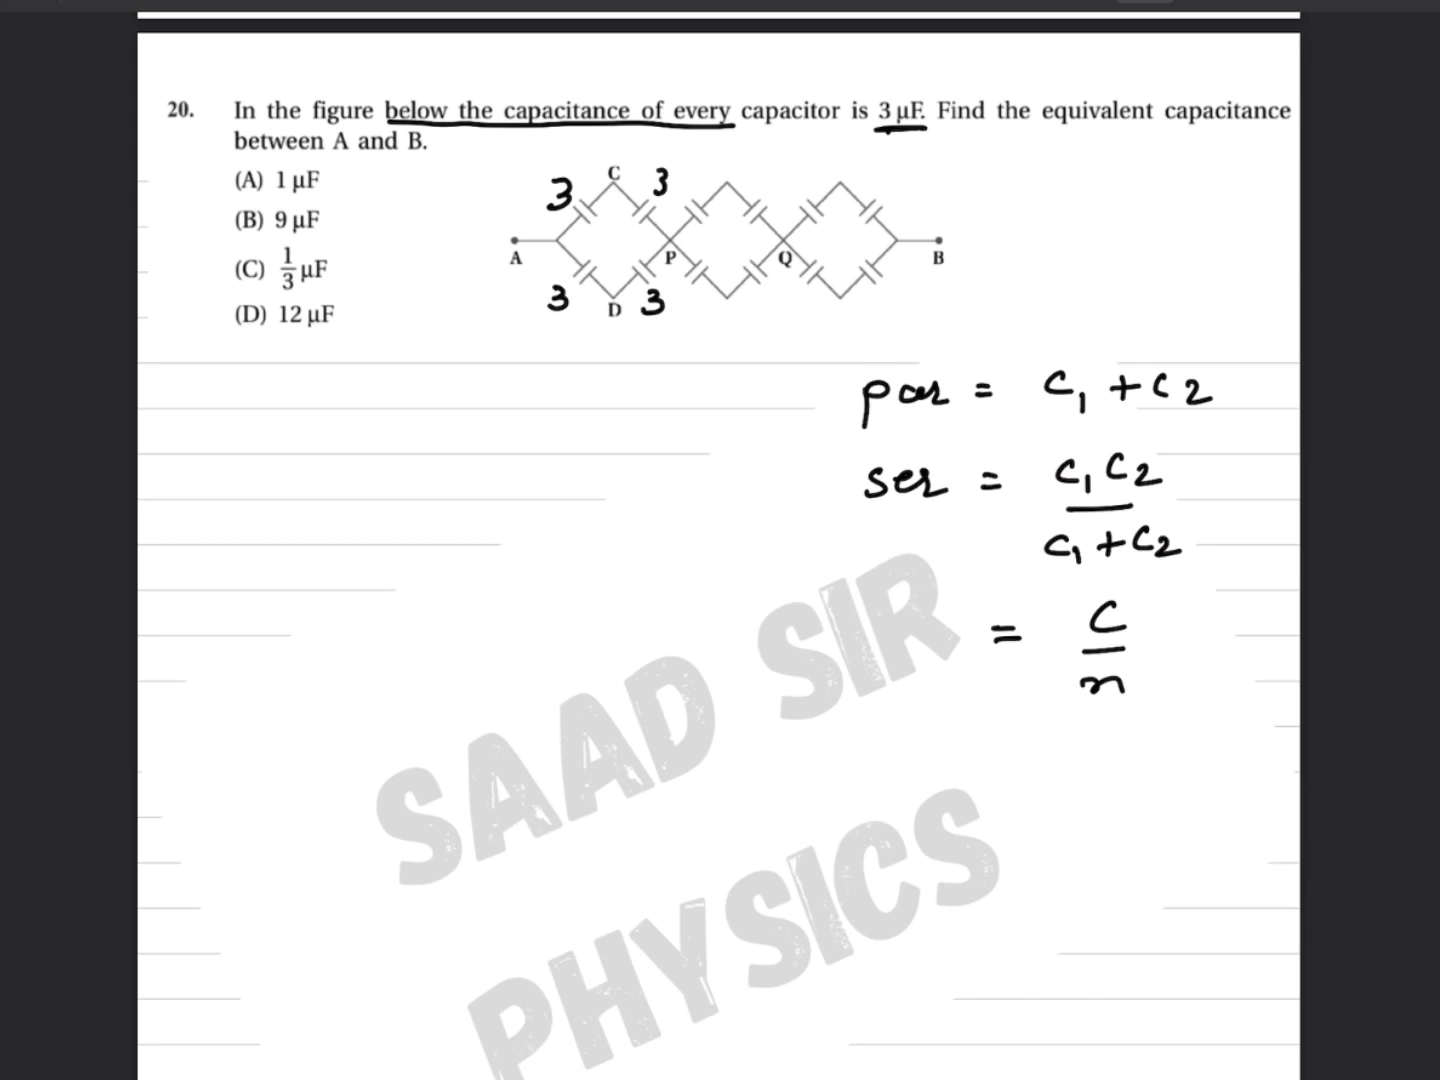 20. In the figure below the capacitance of every capacitor is 3 μF. Find the equivalent capacitance
between A and B.
(A) 1 μF
(B) 9 μF
(C) 1/3 μF
(D) 12 μF
3 C 3
A P Q B
3 D 3
par = C₁ + C₂
ser = C₁C₂ / C₁ + C₂
= C / n
SAAD SIR
PHYSICS